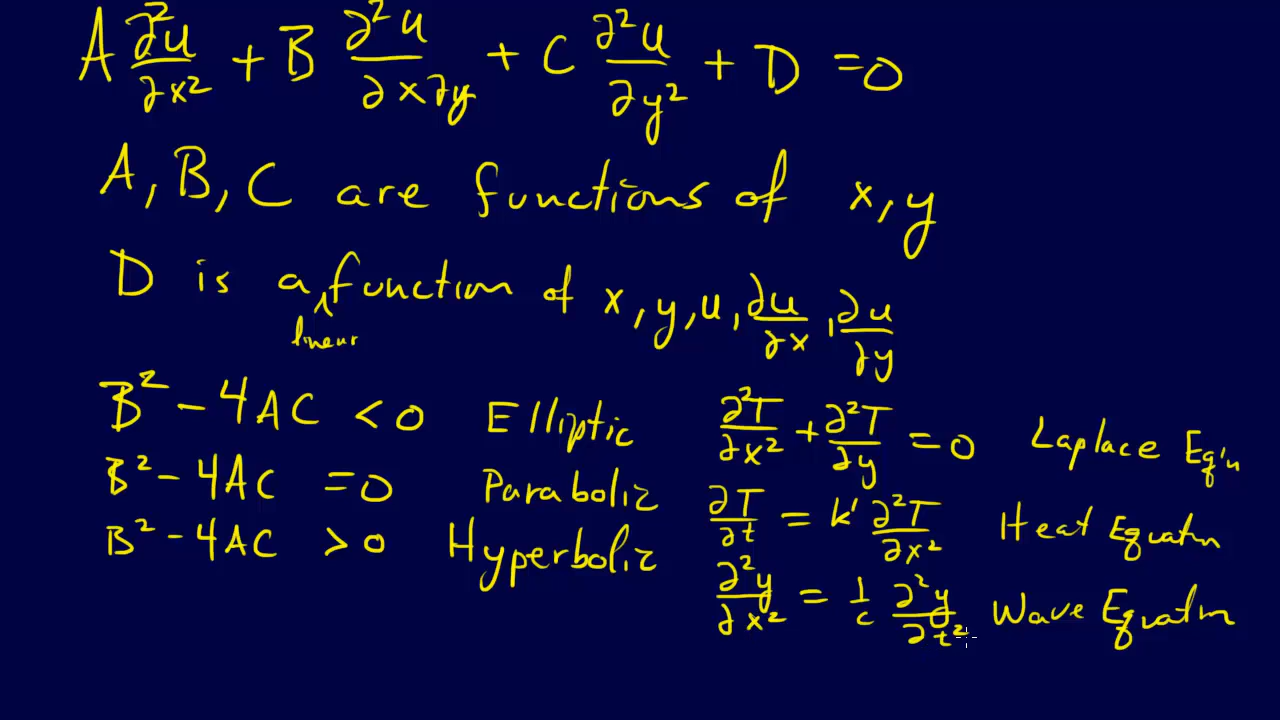 A ∂²u/∂x² + B ∂²u/∂x∂y + C ∂²u/∂y² + D = 0
A, B, C are functions of x, y
D is a ‸ function of x, y, u, ∂u/∂x, ∂u/∂y
linear
B² - 4AC < 0 Elliptic ∂²T/∂x² + ∂²T/∂y = 0 Laplace Eq'n
B² - 4AC = 0 Parabolic ∂T/∂t = k' ∂²T/∂x² Heat Equation
B² - 4AC > 0 Hyperbolic ∂²y/∂x² = 1/c ∂²y/∂t² Wave Equation